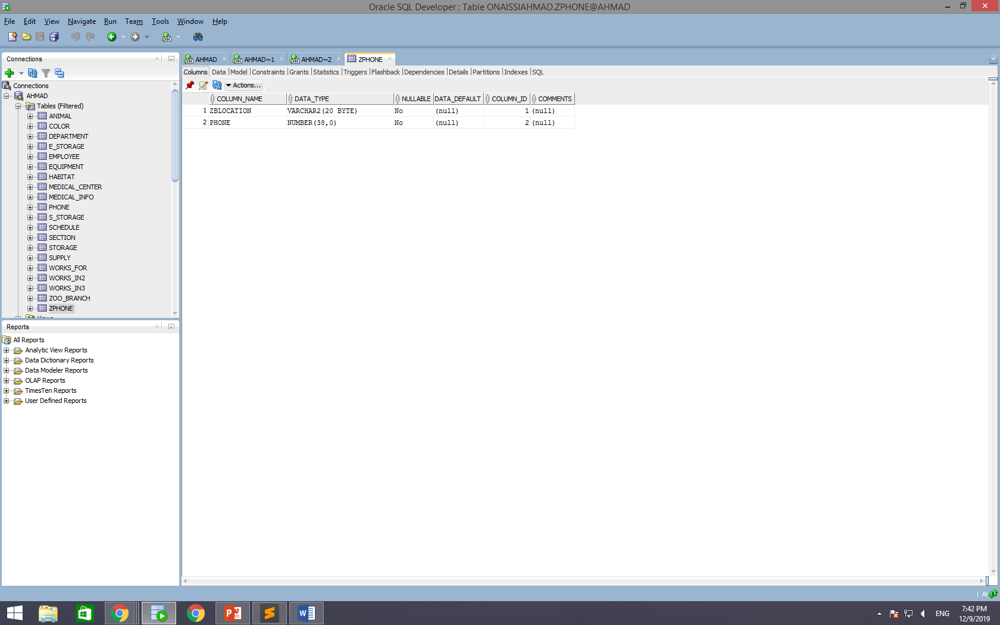 Oracle SQL Developer : Table ONAISSIAHMAD.ZPHONE@AHMAD
File Edit View Navigate Run Team Tools Window Help
Connections
Connections
AHMAD
Tables (Filtered)
ANIMAL
COLOR
DEPARTMENT
E_STORAGE
EMPLOYEE
EQUIPMENT
HABITAT
MEDICAL_CENTER
MEDICAL_INFO
PHONE
S_STORAGE
SCHEDULE
SECTION
STORAGE
SUPPLY
WORKS_FOR
WORKS_IN2
WORKS_IN3
ZOO_BRANCH
ZPHONE
Reports
All Reports
Analytic View Reports
Data Dictionary Reports
Data Modeler Reports
OLAP Reports
TimesTen Reports
User Defined Reports
AHMAD AHMAD~1 AHMAD~2 ZPHONE
Columns Data Model Constraints Grants Statistics Triggers Flashback Dependencies Details Partitions Indexes SQL
Actions...
COLUMN_NAME DATA_TYPE NULLABLE DATA_DEFAULT COLUMN_ID COMMENTS
1 ZBLOCATION VARCHAR2(20 BYTE) No (null) 1 (null)
2 PHONE NUMBER(38,0) No (null) 2 (null)
ENG
7:42 PM
12/9/2019